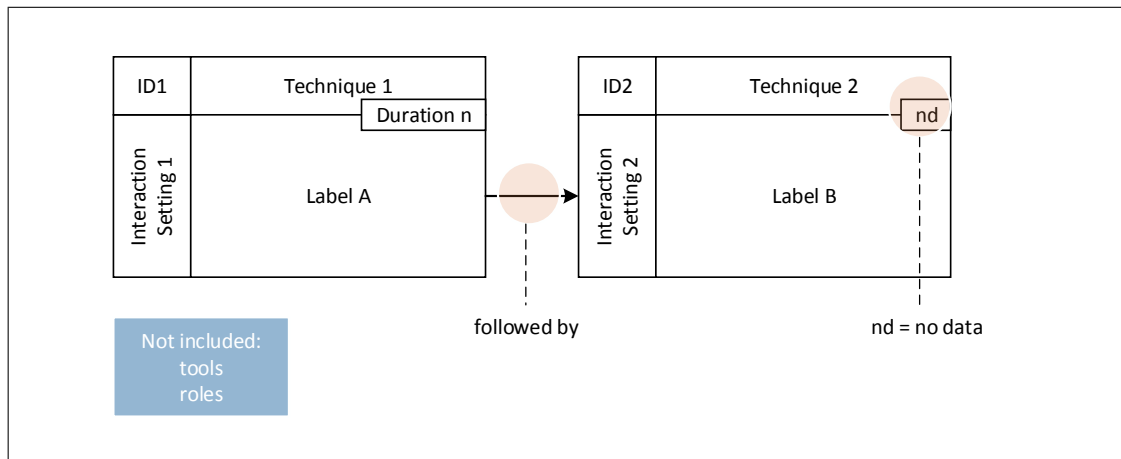 ID1
Technique 1
Duration n
Interaction
Setting 1
Label A
ID2
Technique 2
nd
Interaction
Setting 2
Label B
followed by
nd = no data
Not included:
tools
roles